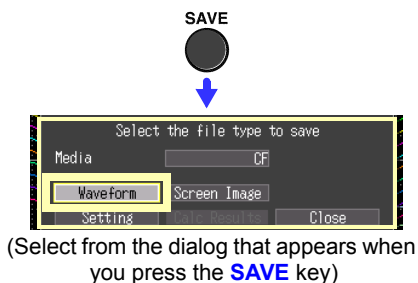 SAVE
Select the file type to save
Media CF
Waveform Screen Image
Setting Calc Results Close
(Select from the dialog that appears when
you press the SAVE key)